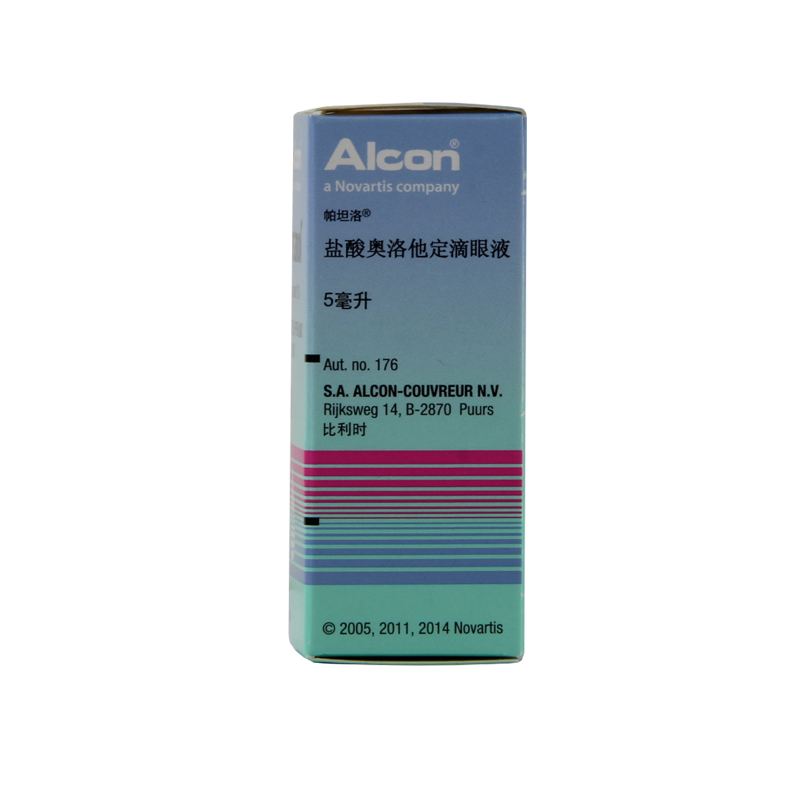 Alcon®
a Novartis company
帕坦洛®
盐酸奥洛他定滴眼液
5毫升
Aut. no. 176
S.A. ALCON-COUVREUR N.V.
Rijksweg 14, B-2870 Puurs
比利时
© 2005, 2011, 2014 Novartis